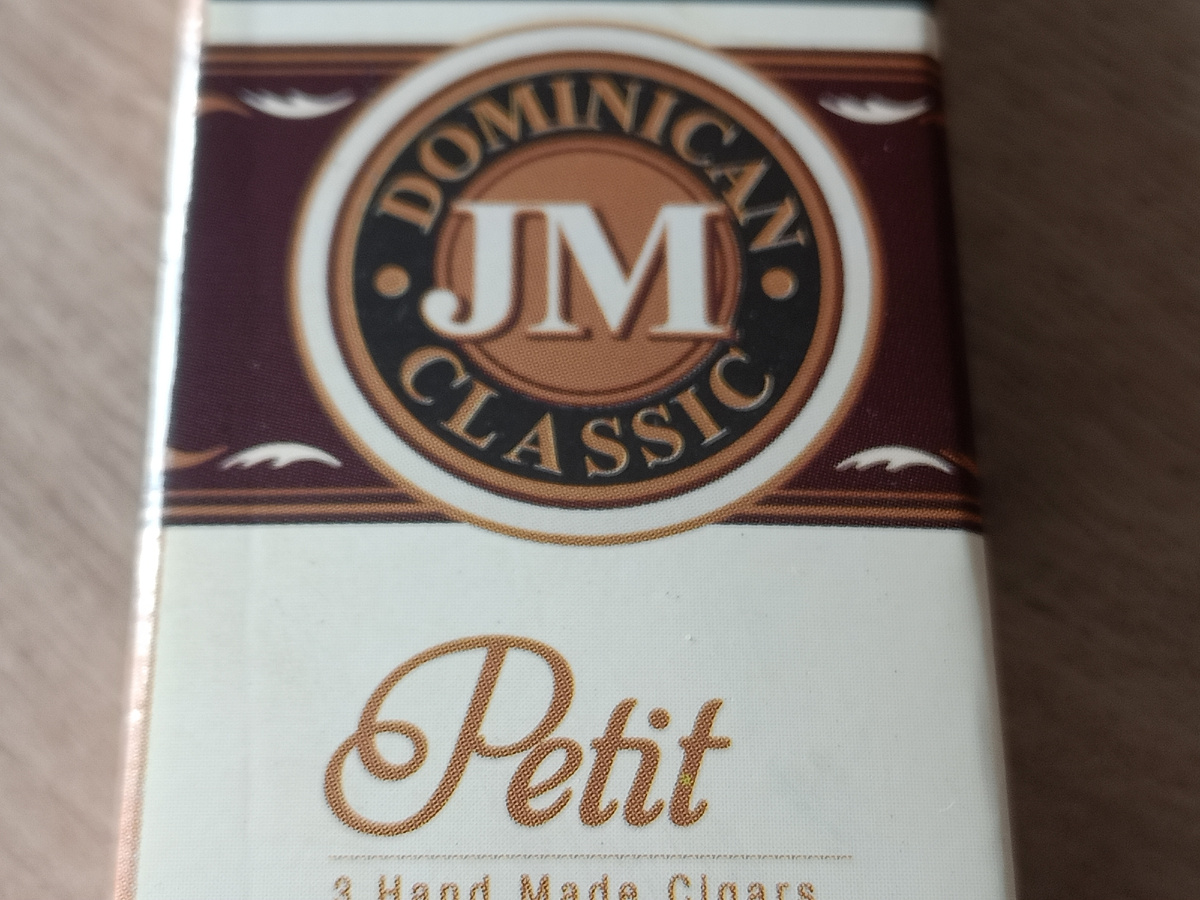 DOMINICAN
JM
CLASSIC
Petit
3 Hand Made Cigars